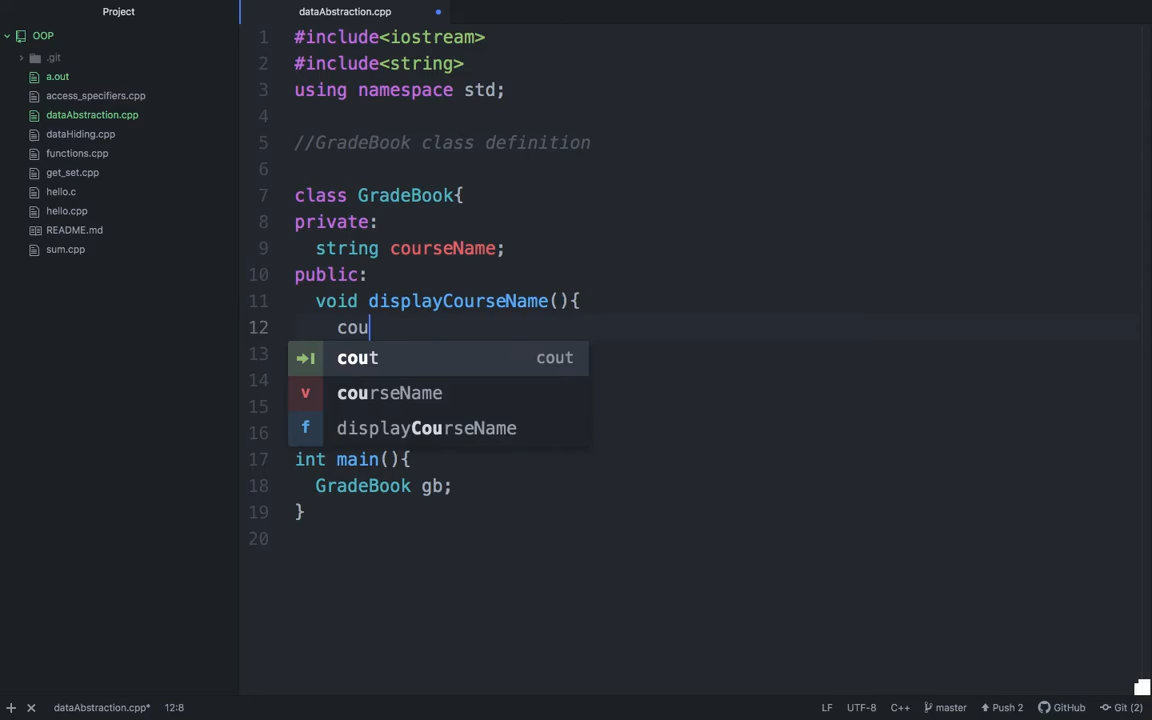 Project
dataAbstraction.cpp
OOP
.git
a.out
access_specifiers.cpp
dataAbstraction.cpp
dataHiding.cpp
functions.cpp
get_set.cpp
hello.c
hello.cpp
README.md
sum.cpp
1 #include<iostream>
2 #include<string>
3 using namespace std;
4
5 //GradeBook class definition
6
7 class GradeBook{
8 private:
9 string courseName;
10 public:
11 void displayCourseName(){
12 cou
13 cout cout
14 v courseName
15 f displayCourseName
16
17 int main(){
18 GradeBook gb;
19 }
20
dataAbstraction.cpp* 12:8 LF UTF-8 C++ master Push 2 GitHub Git (2)